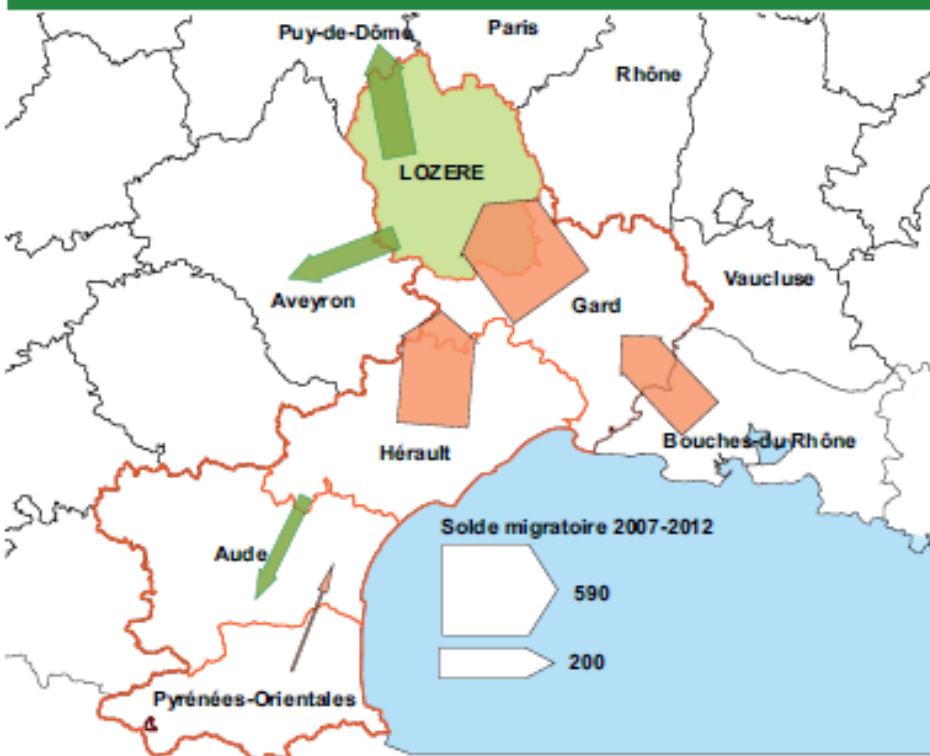 Puy-de-Dôme
Paris
Rhône
LOZERE
Vaucluse
Aveyron
Gard
Bouches-du-Rhône
Hérault
Solde migratoire 2007-2012
Aude
590
200
Pyrénées-Orientales